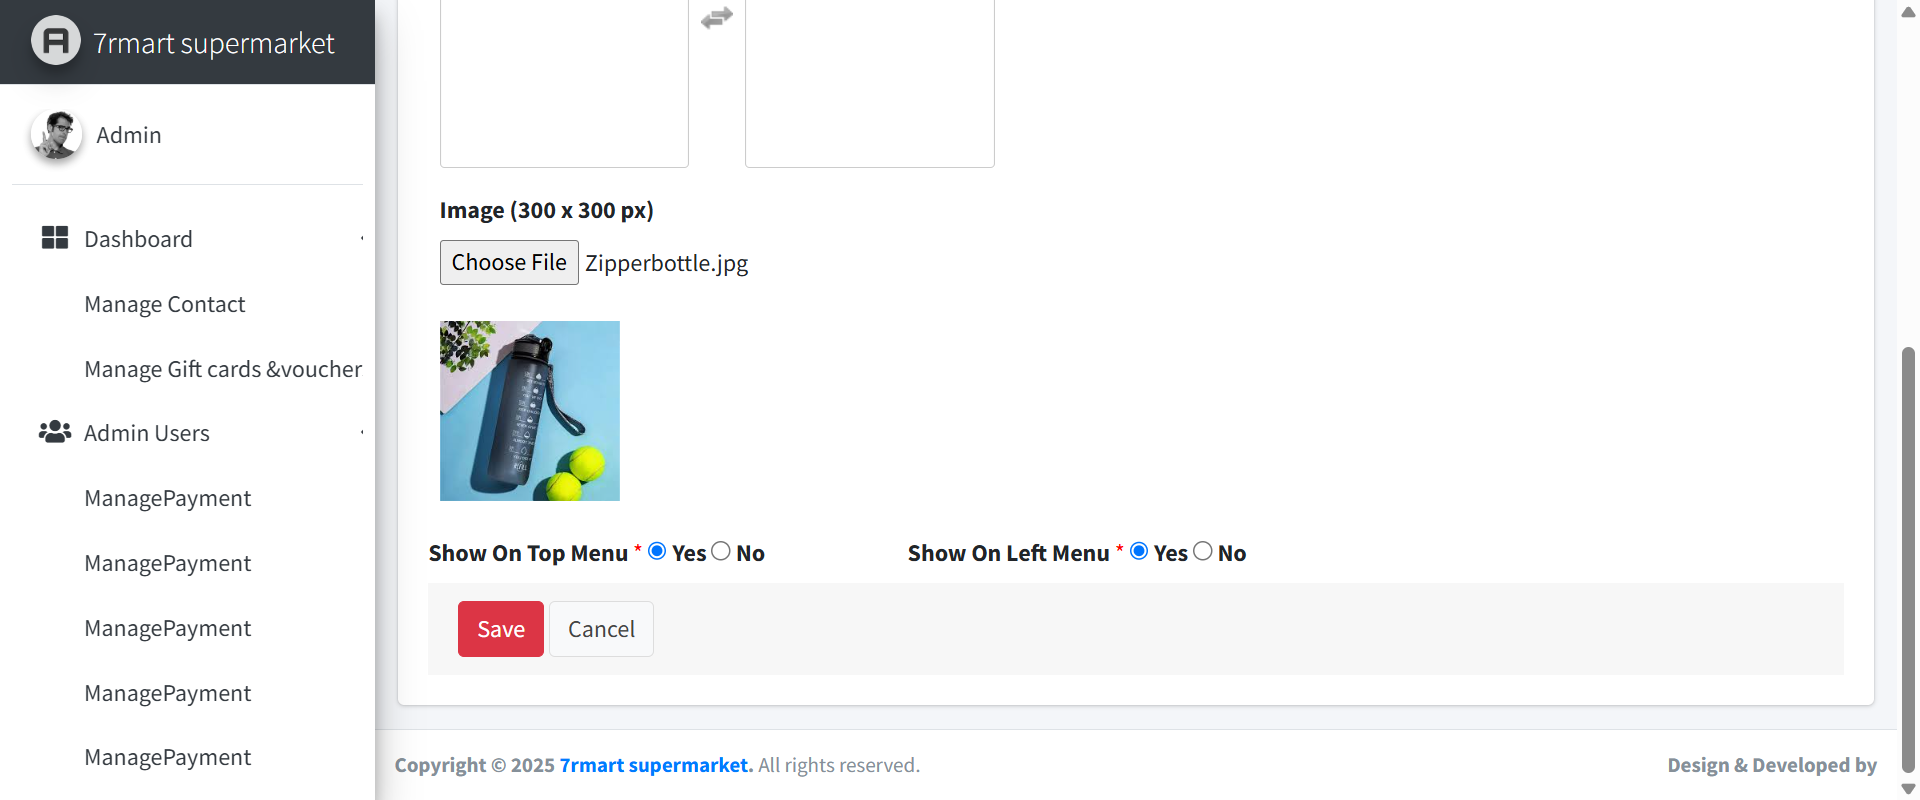 7rmart supermarket
Admin
Dashboard
Manage Contact
Manage Gift cards &voucher
Admin Users
ManagePayment
ManagePayment
ManagePayment
ManagePayment
ManagePayment
Image (300 x 300 px)
Choose File Zipperbottle.jpg
Show On Top Menu * Yes No Show On Left Menu * Yes No
Save Cancel
Copyright © 2025 7rmart supermarket. All rights reserved. Design & Developed by